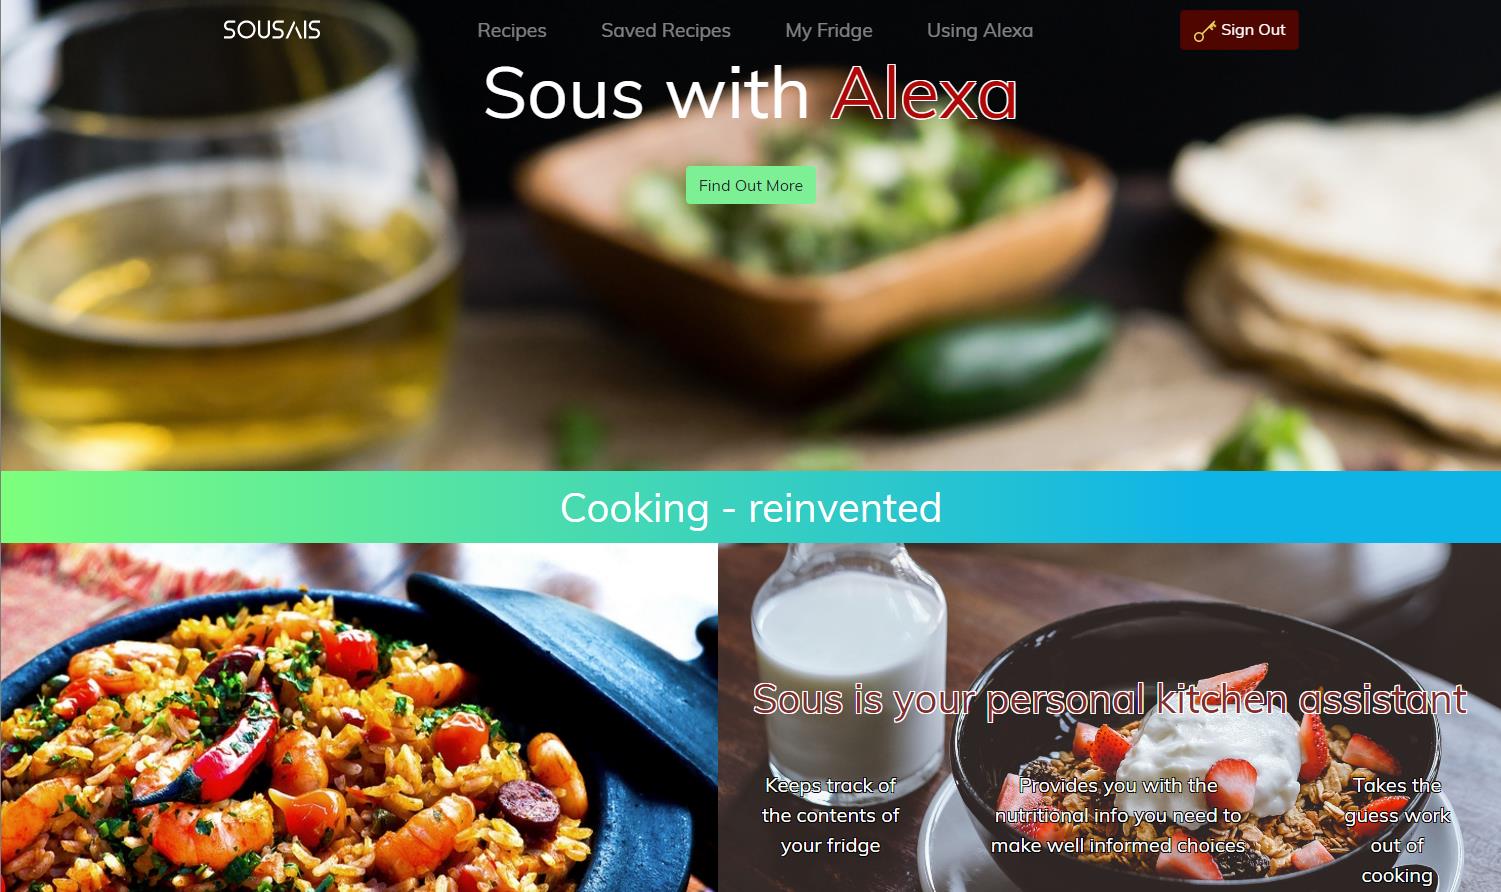 SOUSAIS
Recipes
Saved Recipes
My Fridge
Using Alexa
Sign Out
Sous with Alexa
Find Out More
Cooking - reinvented
Sous is your personal kitchen assistant
Keeps track of
the contents of
your fridge
Provides you with the
nutritional info you need to
make well informed choices
Takes the
guess work
out of
cooking